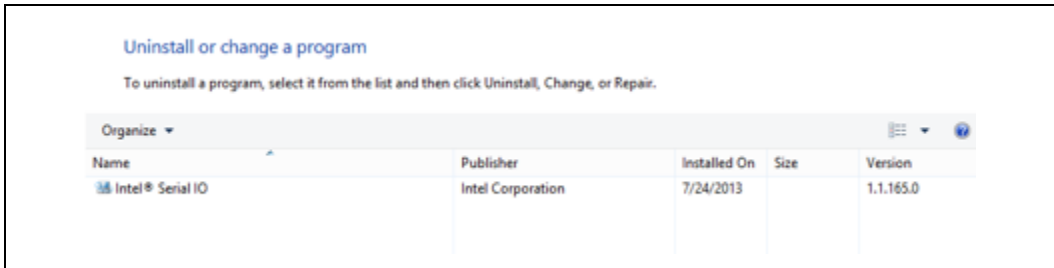 Uninstall or change a program
To uninstall a program, select it from the list and then click Uninstall, Change, or Repair.
Organize
Name Publisher Installed On Size Version
Intel® Serial IO Intel Corporation 7/24/2013 1.1.165.0